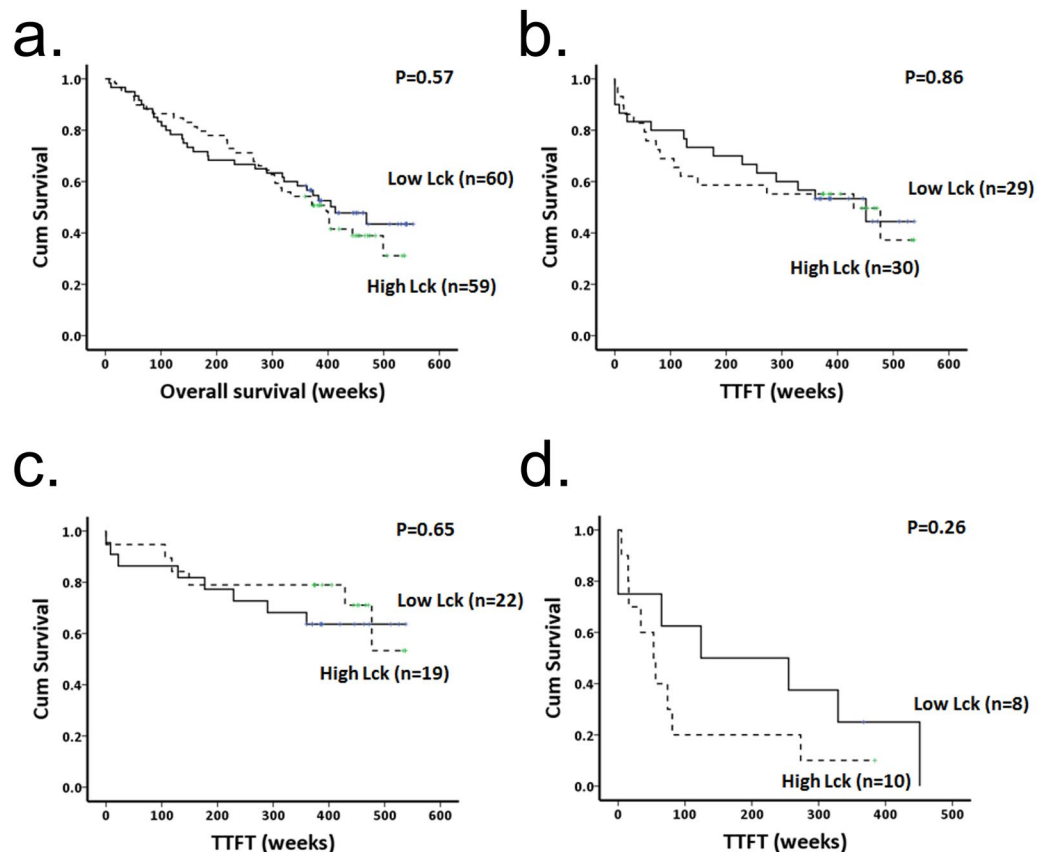 a.
P=0.57
1.0
0.8
0.6
0.4
0.2
0.0
Cum Survival
Low Lck (n=60)
High Lck (n=59)
0 100 200 300 400 500 600
Overall survival (weeks)
b.
P=0.86
1.0
0.8
0.6
0.4
0.2
0.0
Cum Survival
Low Lck (n=29)
High Lck (n=30)
0 100 200 300 400 500 600
TTFT (weeks)
c.
P=0.65
1.0
0.8
0.6
0.4
0.2
0.0
Cum Survival
Low Lck (n=22)
High Lck (n=19)
0 100 200 300 400 500 600
TTFT (weeks)
d.
P=0.26
1.0
0.8
0.6
0.4
0.2
0.0
Cum Survival
Low Lck (n=8)
High Lck (n=10)
0 100 200 300 400 500
TTFT (weeks)